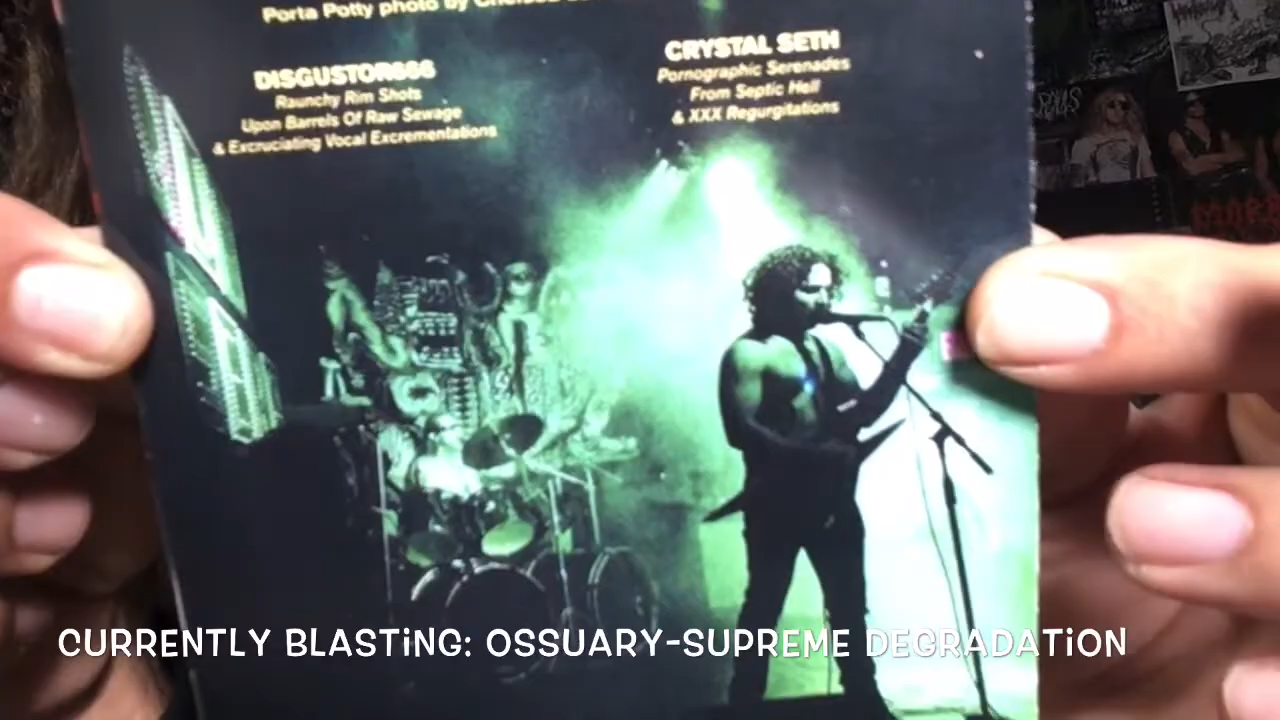 Porta Potty photo by
DISGUSTOR666
Raunchy Rim Shots
Upon Barrels Of Raw Sewage
& Excruciating Vocal Excrementations
CRYSTAL SETH
Pornographic Serenades
From Septic Hell
& XXX Regurgitations
CURRENTLY BLASTING: OSSUARY-SUPREME DEGRADATION